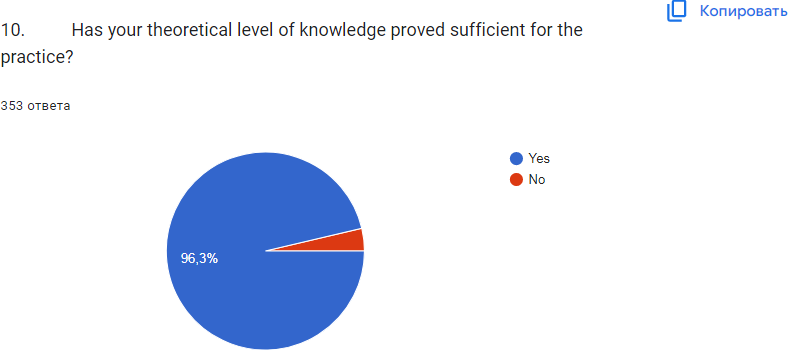 Копировать
10. Has your theoretical level of knowledge proved sufficient for the
practice?
353 ответа
Yes
No
96,3%